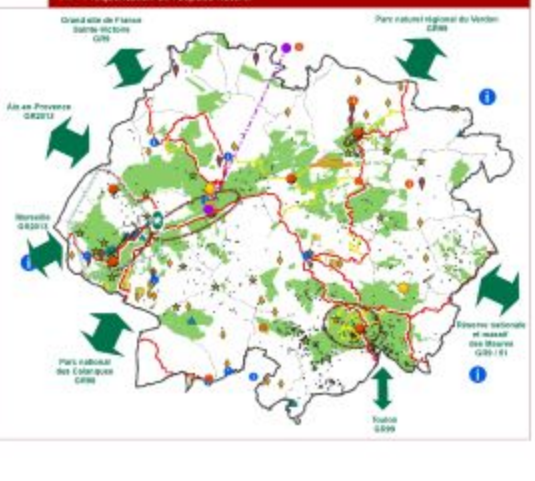 Grand site de France
Sainte-Victoire
GR9
Parc naturel régional du Verdon
GR99
Aix-en-Provence
GR2013
Marseille
GR2013
Parc national
des Calanques
GR98
Réserve nationale
et massif
des Maures
GR9 / 51
Toulon
GR99